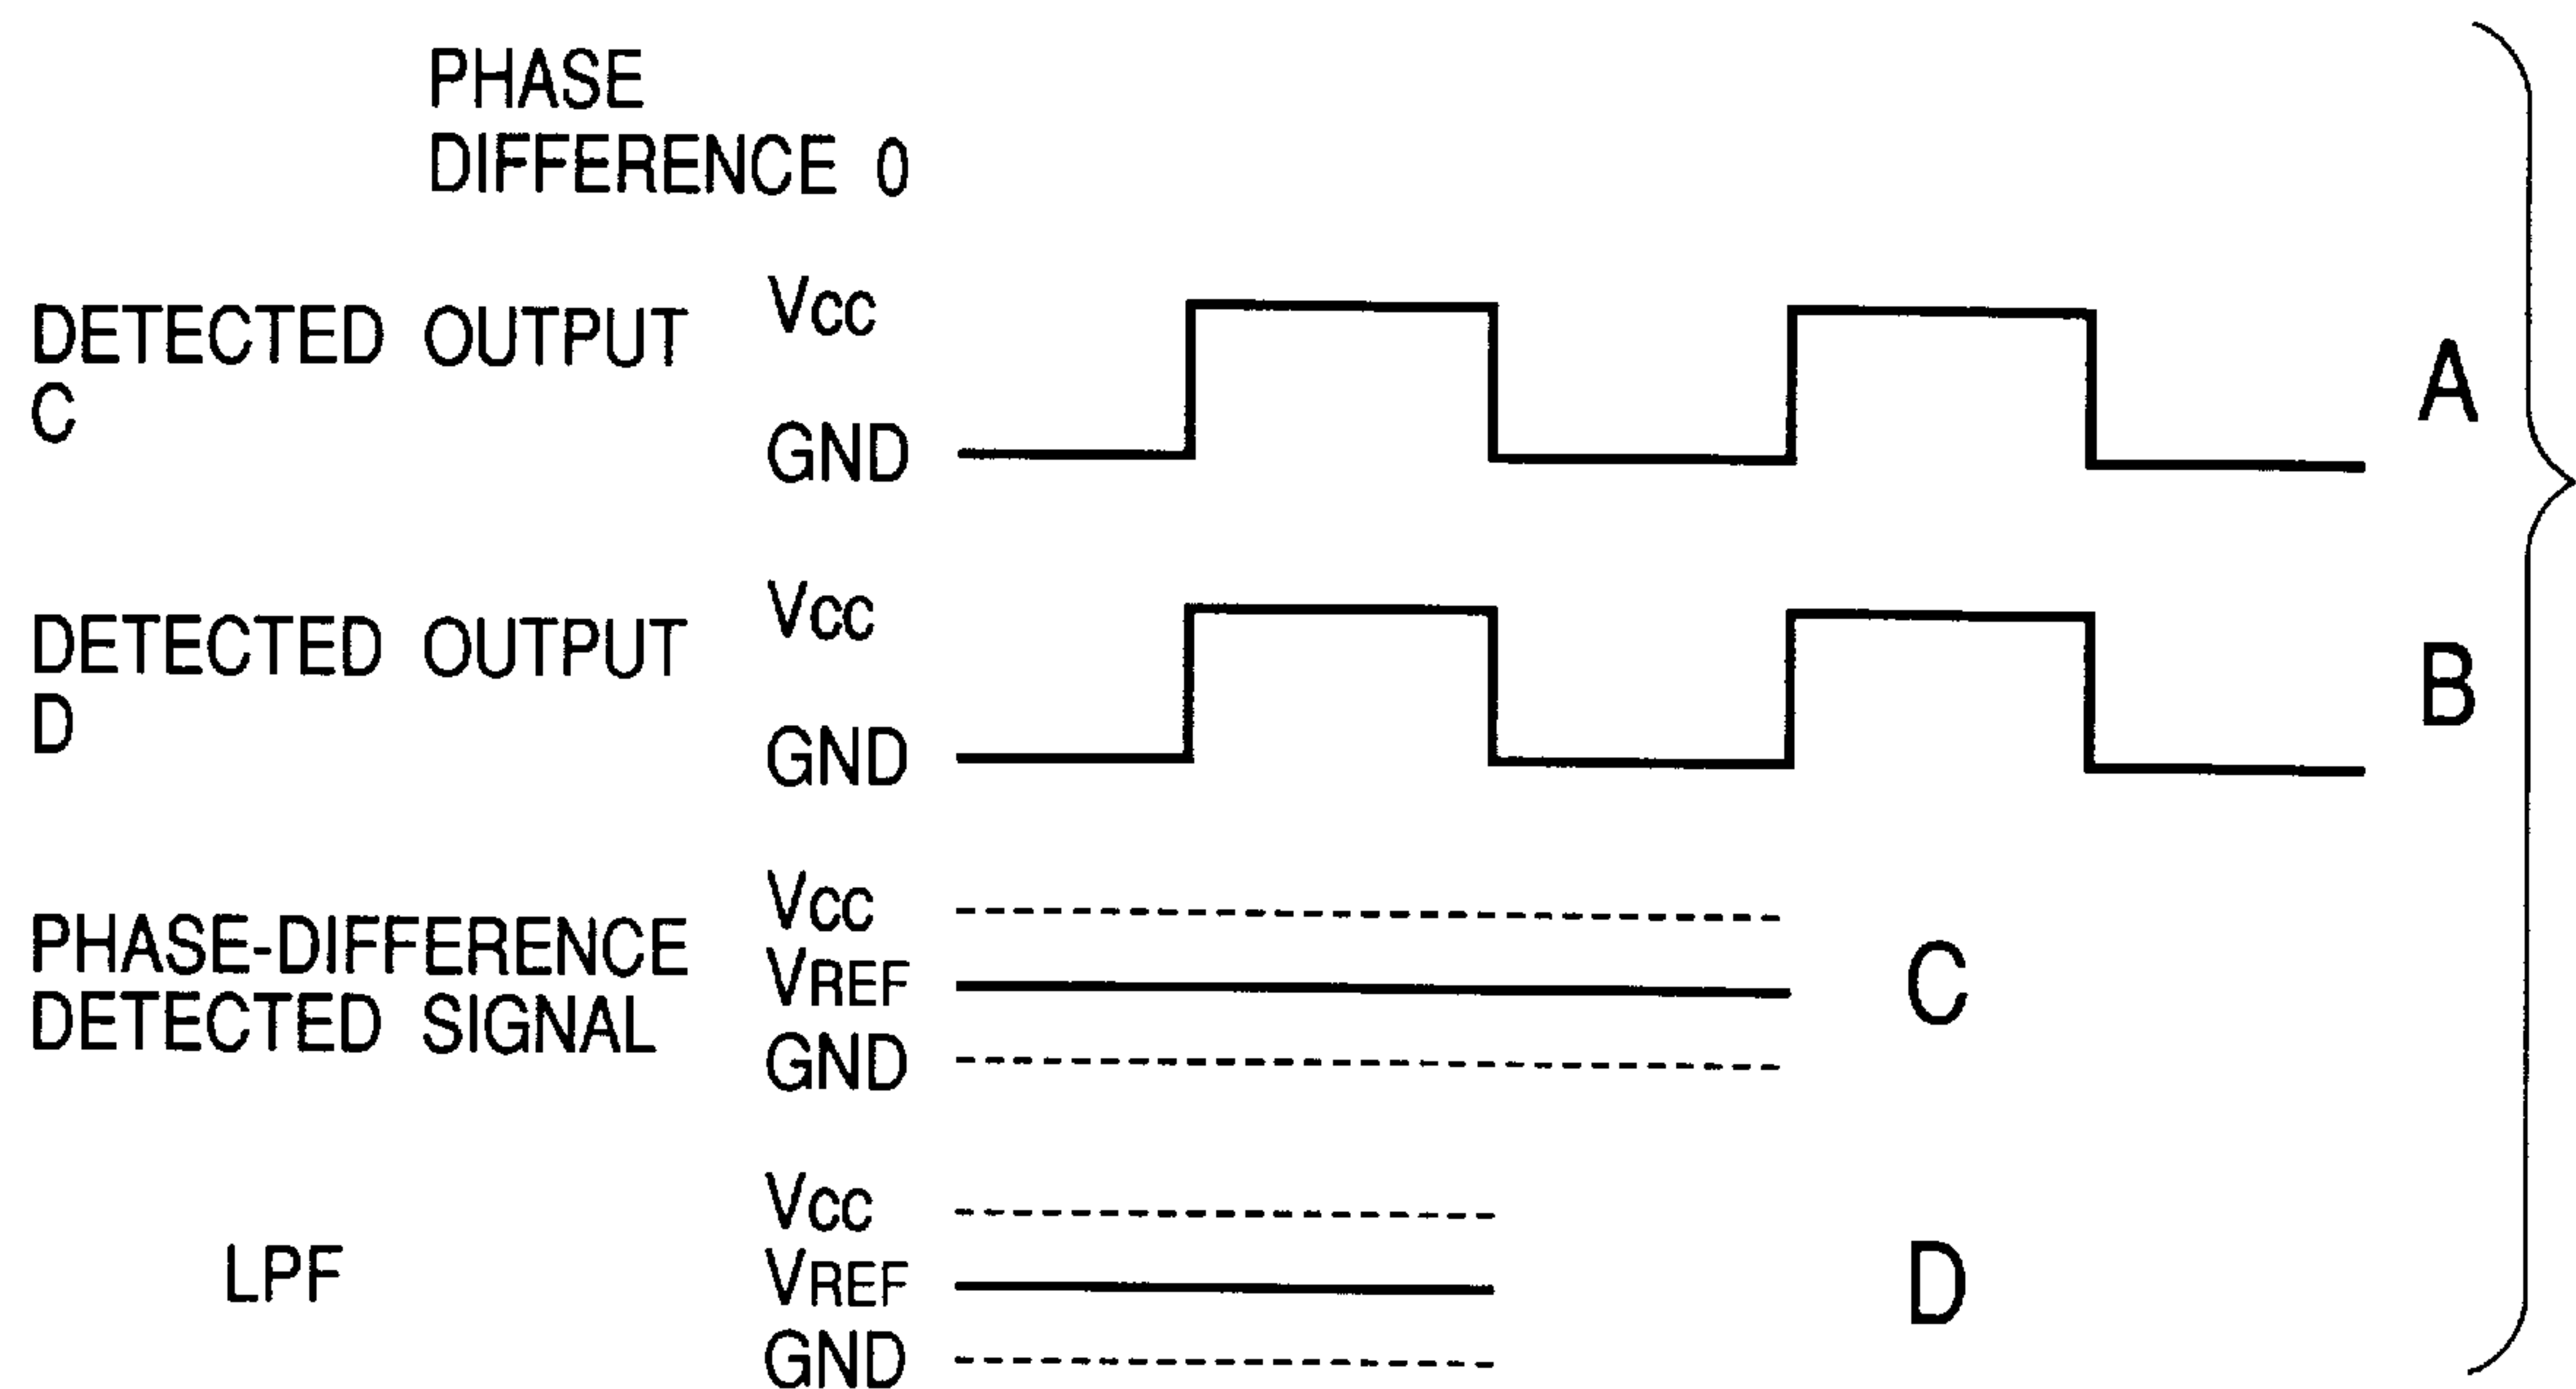 PHASE
DIFFERENCE 0
DETECTED OUTPUT
C
Vcc
GND
A
DETECTED OUTPUT
D
Vcc
GND
B
PHASE-DIFFERENCE
DETECTED SIGNAL
Vcc
VREF
GND
C
LPF
Vcc
VREF
GND
D